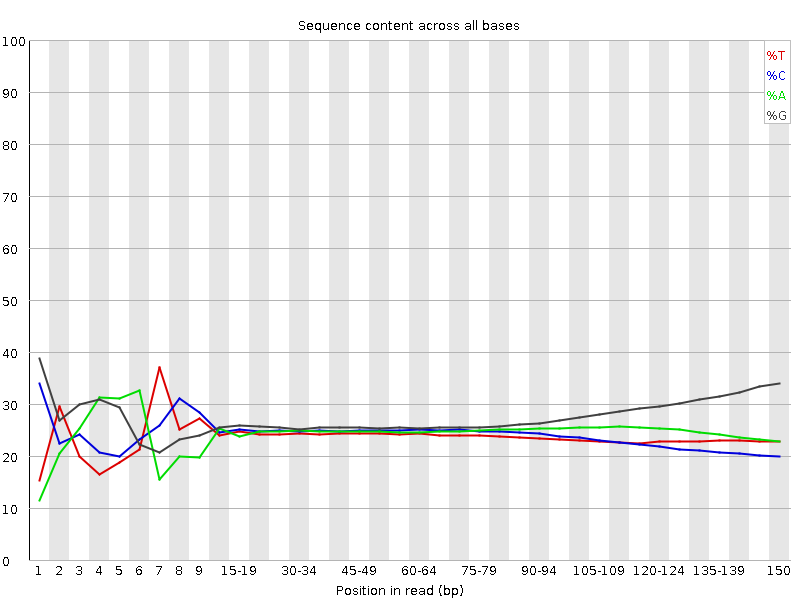 Sequence content across all bases
100
90
80
70
60
50
40
30
20
10
0
%T
%C
%A
%G
1 2 3 4 5 6 7 8 9 15-19 30-34 45-49 60-64 75-79 90-94 105-109 120-124 135-139 150
Position in read (bp)